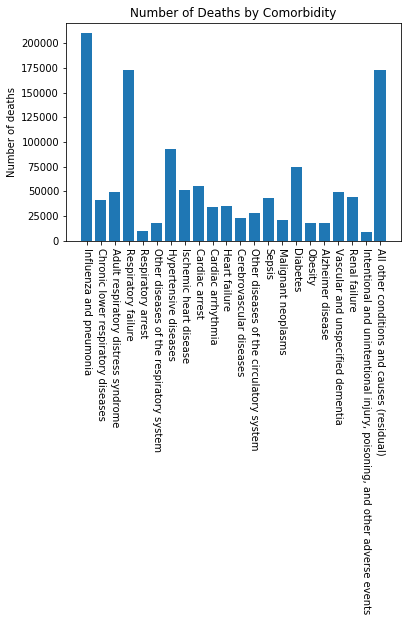 Number of Deaths by Comorbidity
Number of deaths
200000
175000
150000
125000
100000
75000
50000
25000
0
Influenza and pneumonia
Chronic lower respiratory diseases
Adult respiratory distress syndrome
Respiratory failure
Respiratory arrest
Other diseases of the respiratory system
Hypertensive diseases
Ischemic heart disease
Cardiac arrest
Cardiac arrhythmia
Heart failure
Cerebrovascular diseases
Other diseases of the circulatory system
Sepsis
Malignant neoplasms
Diabetes
Obesity
Alzheimer disease
Vascular and unspecified dementia
Renal failure
Intentional and unintentional injury, poisoning, and other adverse events
All other conditions and causes (residual)